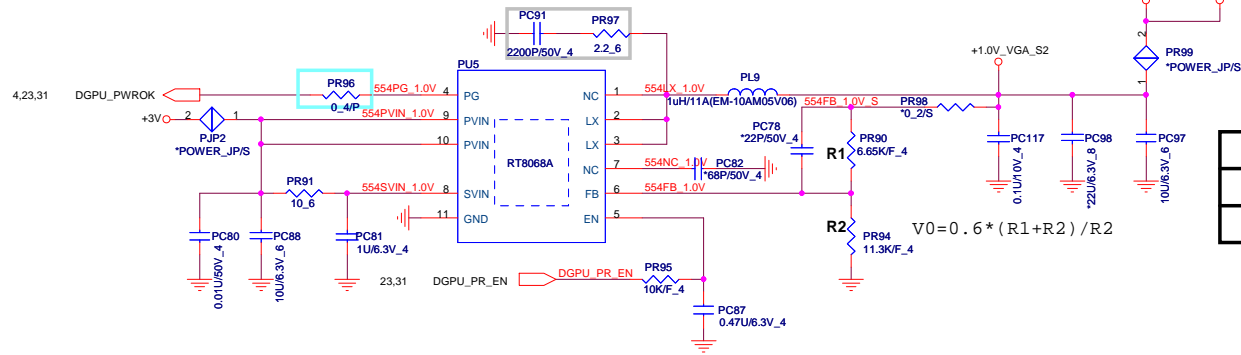 PC91
2200P/50V_4
PR97
2.2_6
PU5
+1.0V_VGA_S2
2
1
PR99
*POWER_JP/S
4,23,31
DGPU_PWROK
PR96
0_4/P
554PG_1.0V
4
PG
NC
1
554LX_1.0V
PL9
1uH/11A(EM-10AM05V06)
554FB_1.0V_S
PR98
*0_2/S
+3V
2
1
PJP2
*POWER_JP/S
554PVIN_1.0V
9
PVIN
LX
2
10
PVIN
LX
3
RT8068A
NC
7
554NC_1.0V
PC82
*68P/50V_4
PC78
*22P/50V_4
R1
PR90
6.65K/F_4
PC117
0.1U/10V_4
PC98
*22U/6.3V_8
PC97
10U/6.3V_6
PR91
10_6
554SVIN_1.0V
8
SVIN
FB
6
554FB_1.0V
11
GND
EN
5
R2
PR94
11.3K/F_4
V0=0.6*(R1+R2)/R2
PC80
0.01U/50V_4
PC88
10U/6.3V_6
PC81
1U/6.3V_4
23,31
DGPU_PR_EN
DGPU_PR_EN
PR95
10K/F_4
PC87
0.47U/6.3V_4